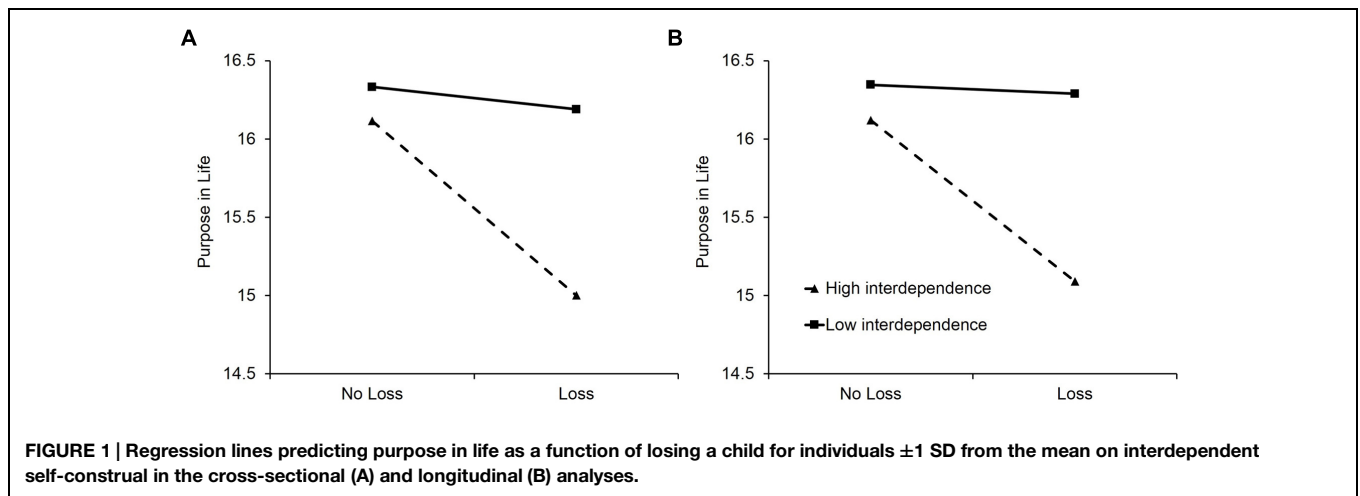 A
16.5
16
15.5
15
14.5
Purpose in Life
No Loss
Loss
B
16.5
16
15.5
15
14.5
Purpose in Life
High interdependence
Low interdependence
No Loss
Loss
FIGURE 1 | Regression lines predicting purpose in life as a function of losing a child for individuals ±1 SD from the mean on interdependent
self-construal in the cross-sectional (A) and longitudinal (B) analyses.